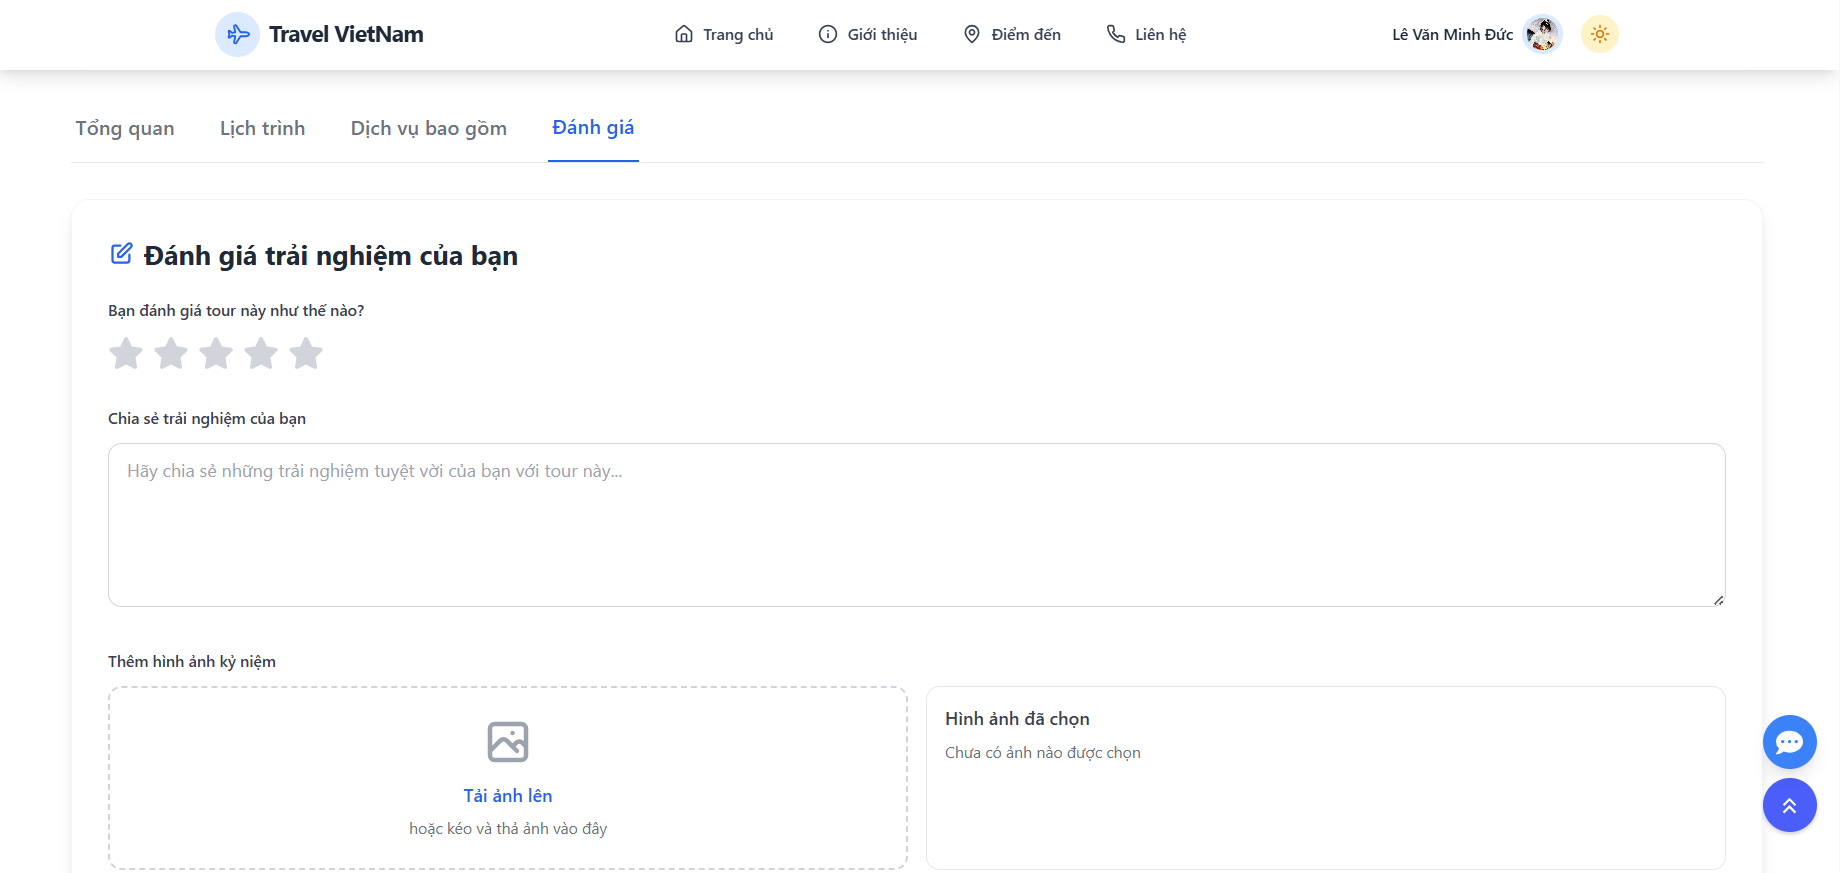 Travel VietNam
Trang chủ
Giới thiệu
Điểm đến
Liên hệ
Lê Văn Minh Đức
Tổng quan
Lịch trình
Dịch vụ bao gồm
Đánh giá
Đánh giá trải nghiệm của bạn
Bạn đánh giá tour này như thế nào?
Chia sẻ trải nghiệm của bạn
Hãy chia sẻ những trải nghiệm tuyệt vời của bạn với tour này...
Thêm hình ảnh kỷ niệm
Tải ảnh lên
hoặc kéo và thả ảnh vào đây
Hình ảnh đã chọn
Chưa có ảnh nào được chọn